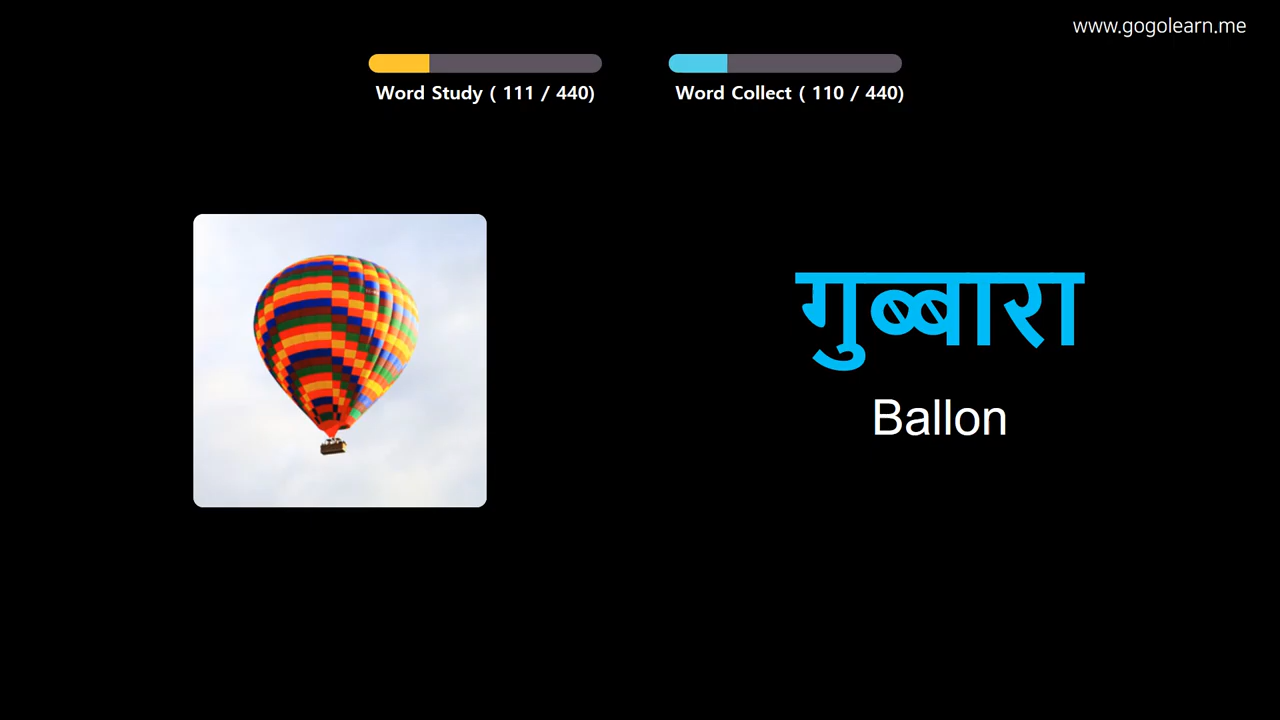 www.gogolearn.me
Word Study ( 111 / 440)
Word Collect ( 110 / 440)
गुब्बारा
Ballon